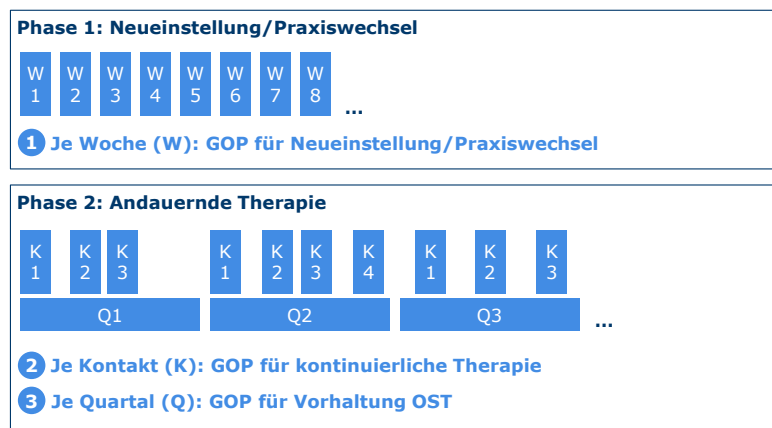 Phase 1: Neueinstellung/Praxiswechsel
W 1 W 2 W 3 W 4 W 5 W 6 W 7 W 8 ...
1 Je Woche (W): GOP für Neueinstellung/Praxiswechsel
Phase 2: Andauernde Therapie
K 1 K 2 K 3 K 1 K 2 K 3 K 4 K 1 K 2 K 3
Q1 Q2 Q3 ...
2 Je Kontakt (K): GOP für kontinuierliche Therapie
3 Je Quartal (Q): GOP für Vorhaltung OST